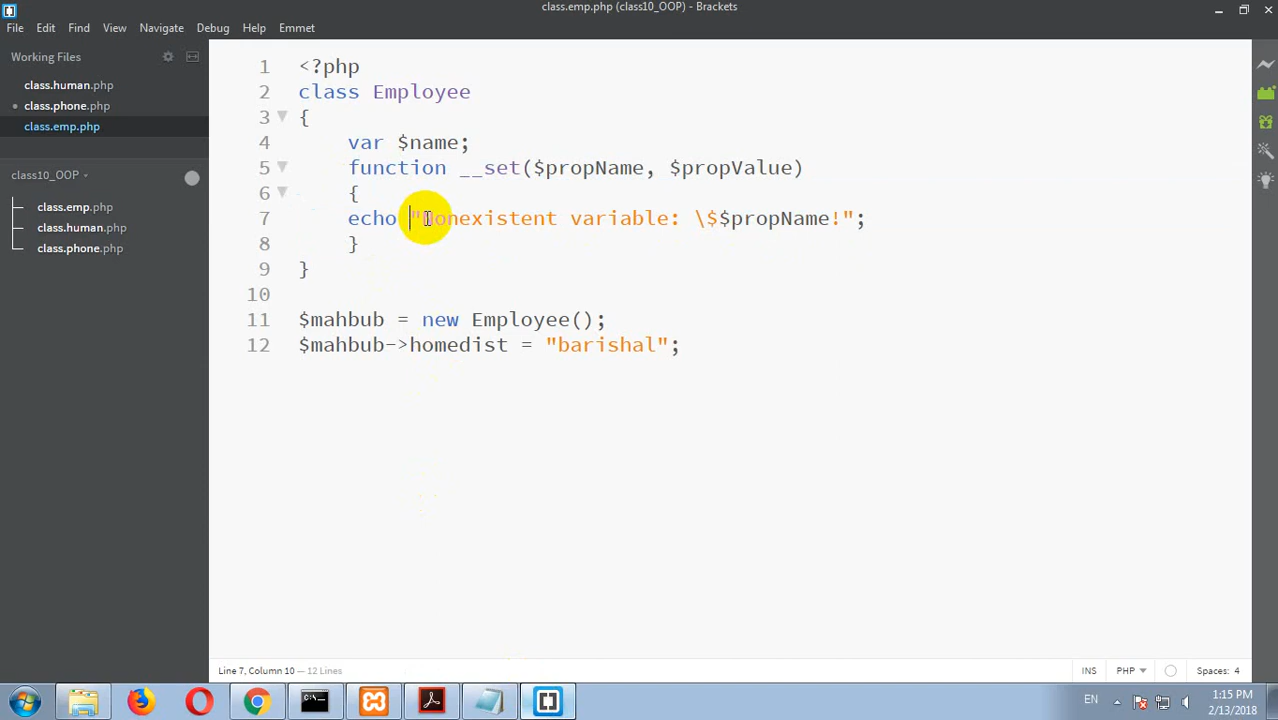 class.emp.php (class10_OOP) - Brackets
File Edit Find View Navigate Debug Help Emmet
Working Files
class.human.php
class.phone.php
class.emp.php
class10_OOP
class.emp.php
class.human.php
class.phone.php
1 <?php
2 class Employee
3 {
4 var $name;
5 function __set($propName, $propValue)
6 {
7 echo "Nonexistent variable: \$$propName!";
8 }
9 }
10
11 $mahbub = new Employee();
12 $mahbub->homedist = "barishal";
Line 7, Column 10 — 12 Lines
INS PHP Spaces: 4
EN
1:15 PM
2/13/2018